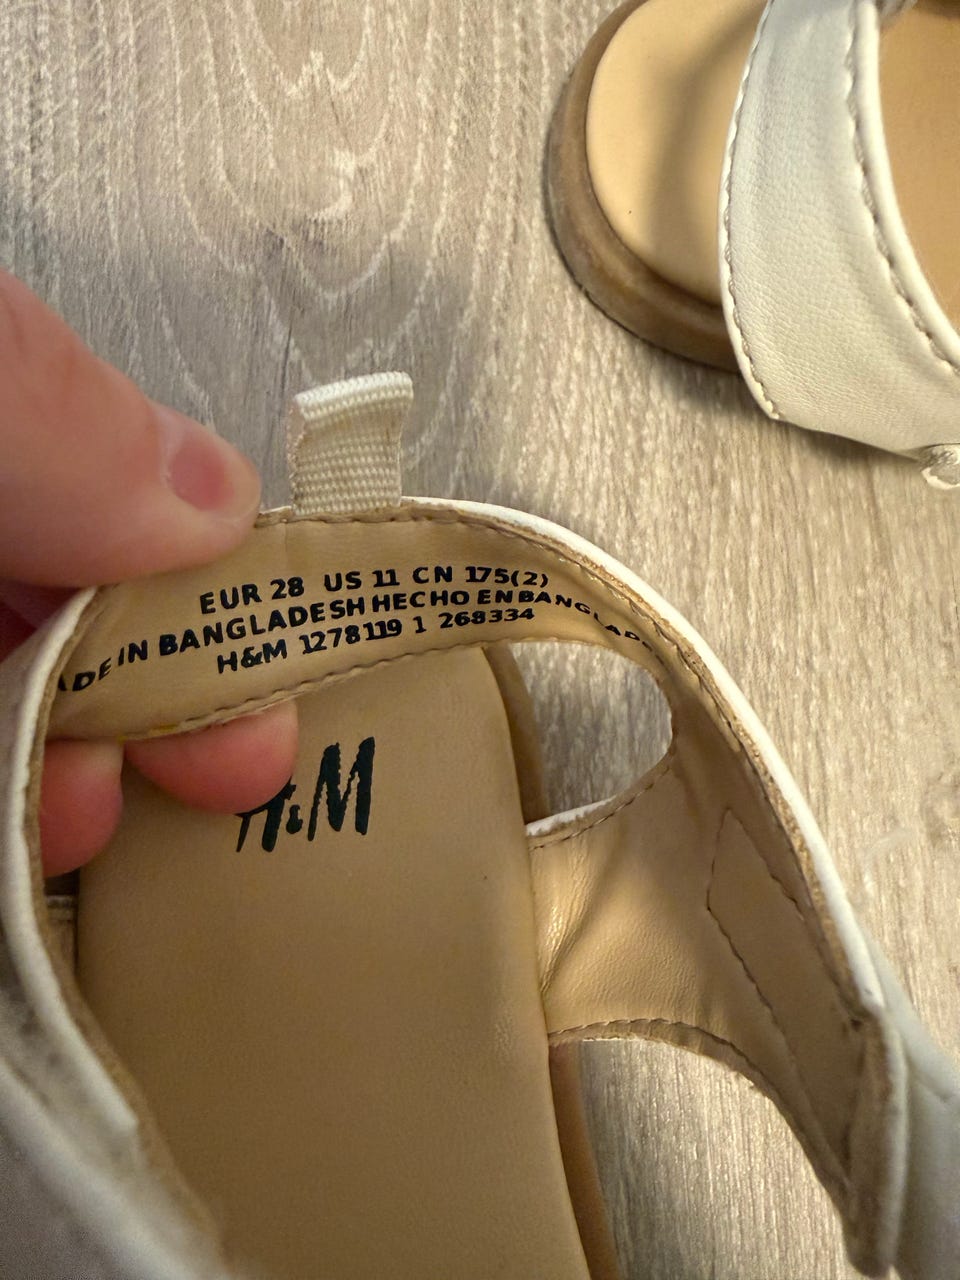 EUR 28 US 11 CN 175(2)
ADE IN BANGLADESH HECHO EN BANGLADE
H&M 1278119 1 268334
H&M